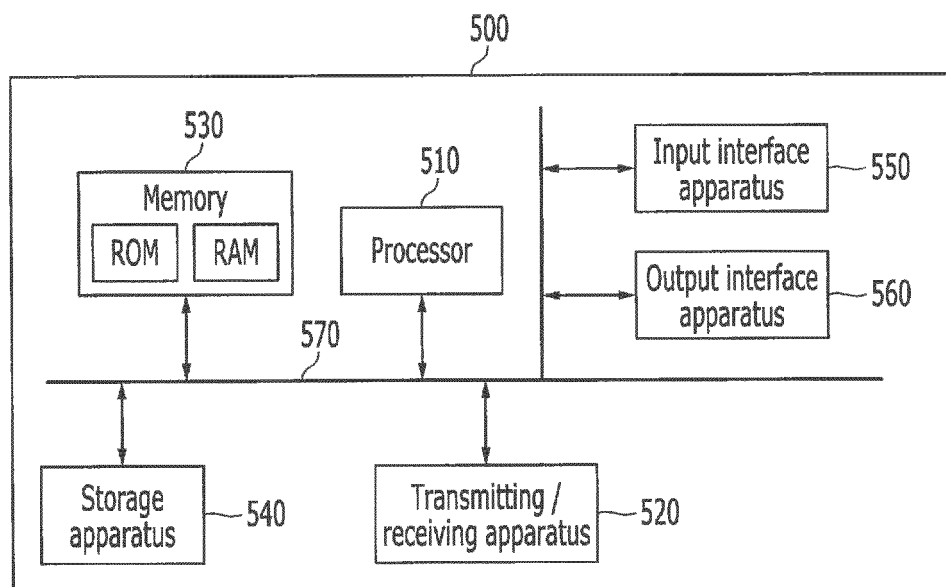 500
530
Memory
ROM
RAM
510
Processor
Input interface
apparatus
550
Output interface
apparatus
560
570
Storage
apparatus
540
Transmitting /
receiving apparatus
520